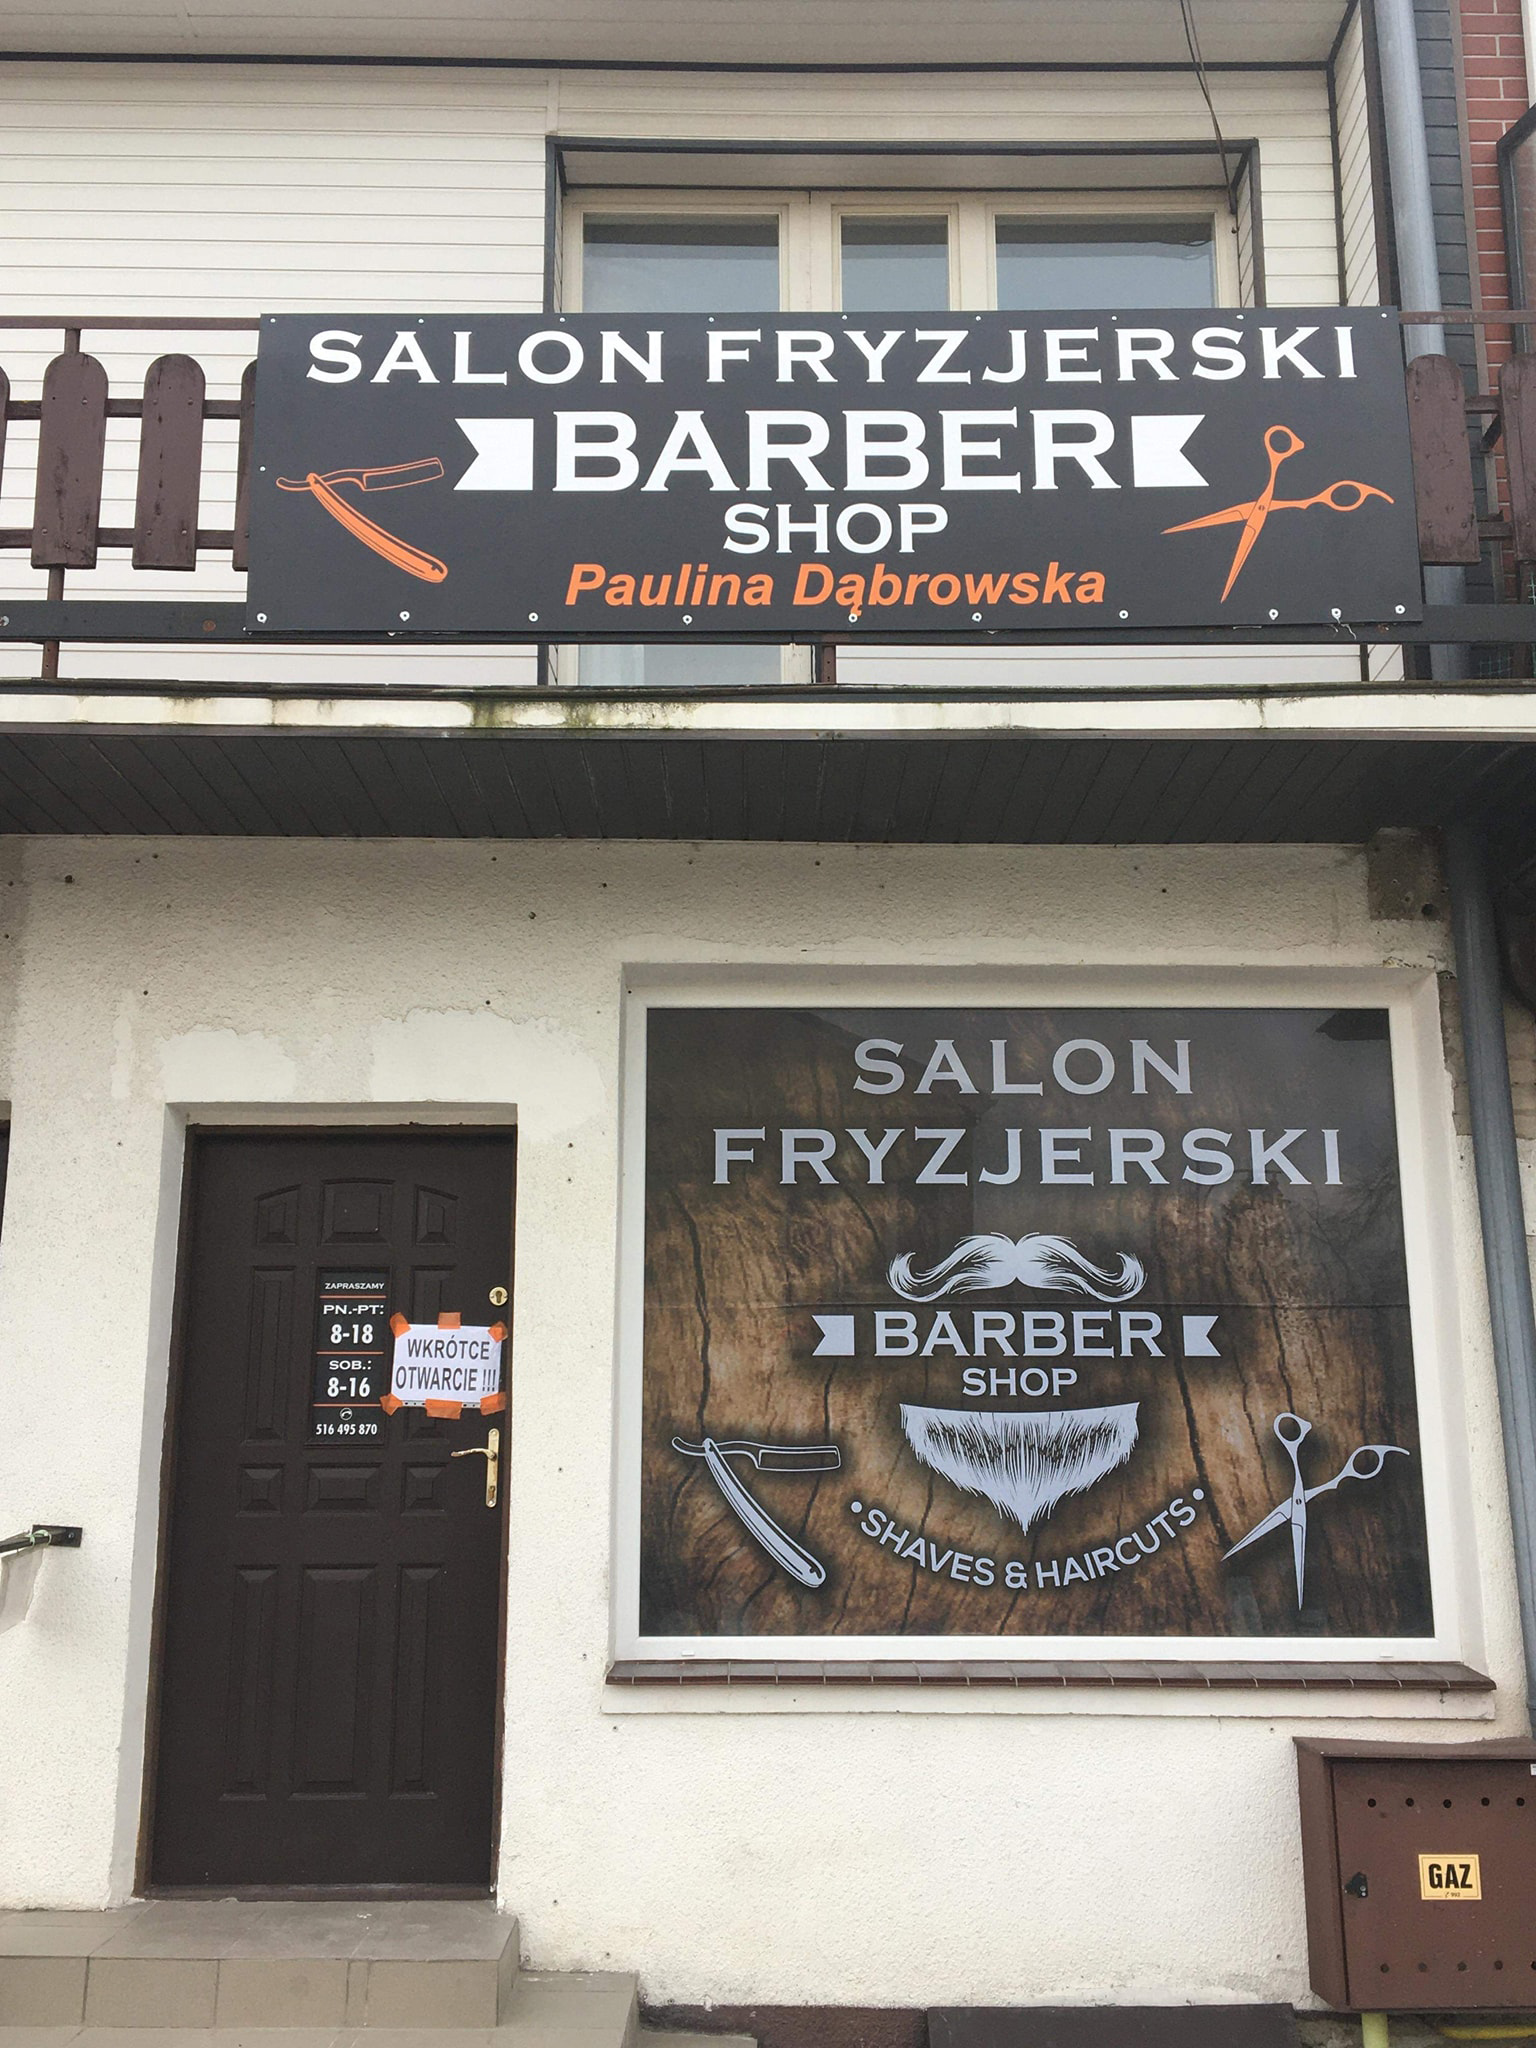 SALON FRYZJERSKI
BARBER
SHOP
Paulina Dąbrowska
SALON
FRYZJERSKI
BARBER
SHOP
• SHAVES & HAIRCUTS •
ZAPRASZAMY
PN.-PT:
8-18
SOB.:
8-16
516 495 870
WKRÓTCE
OTWARCIE !!!
GAZ